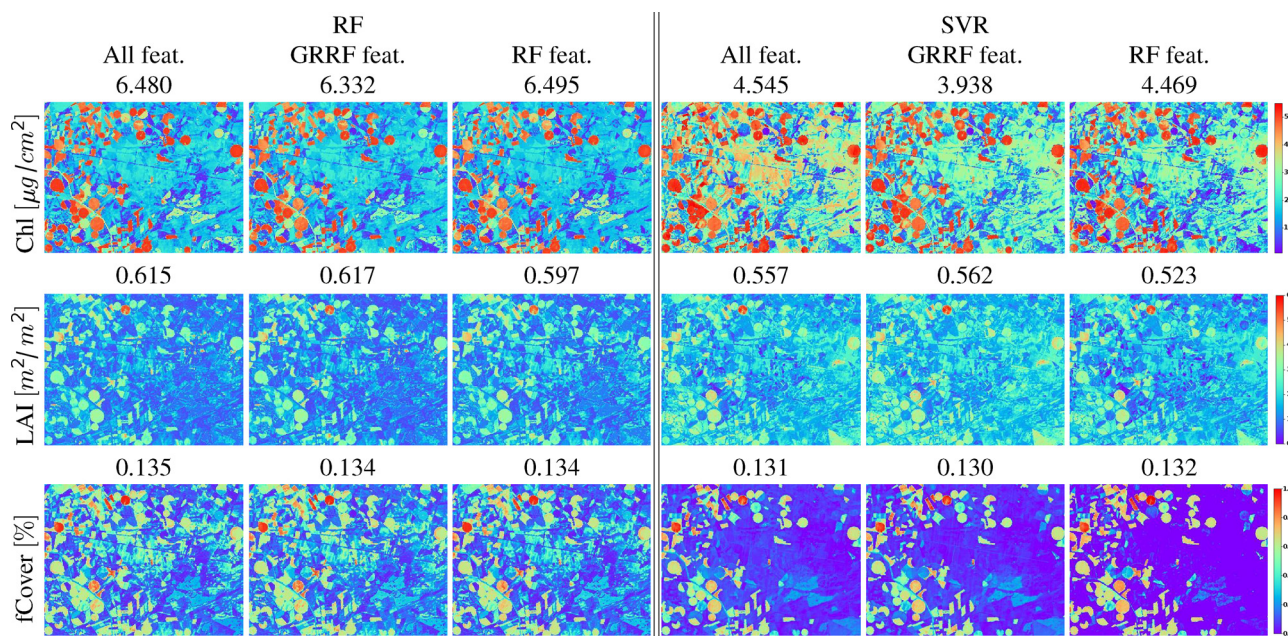 RF SVR
All feat. GRRF feat. RF feat. All feat. GRRF feat. RF feat.
6.480 6.332 6.495 4.545 3.938 4.469
Chl [μg/cm²]
0.615 0.617 0.597 0.557 0.562 0.523
LAI [m²/m²]
0.135 0.134 0.134 0.131 0.130 0.132
fCover [%]